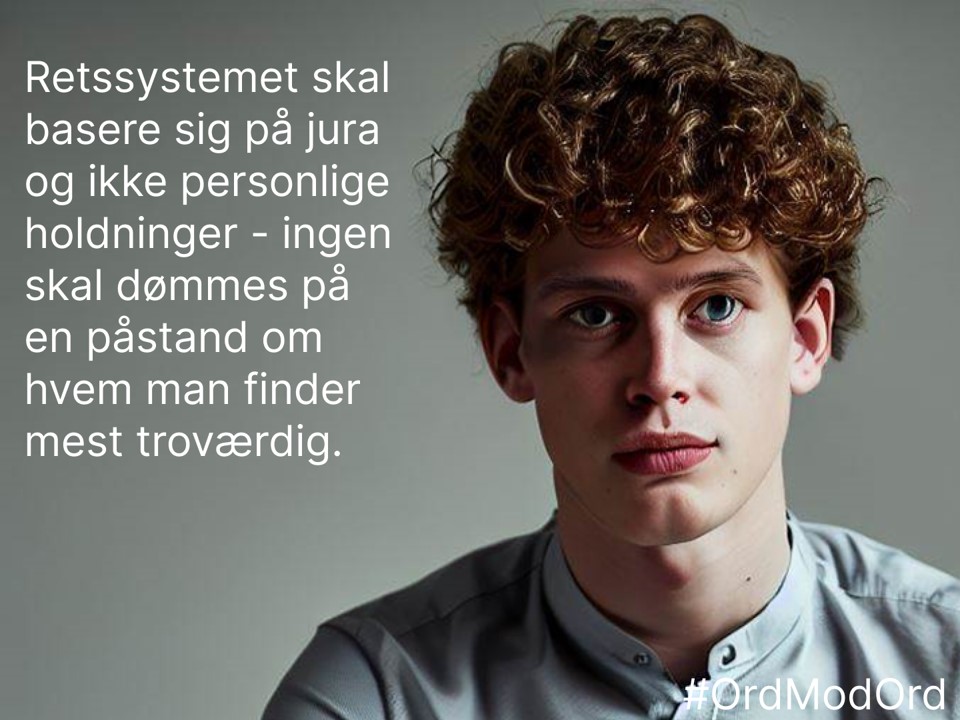 Retssystemet skal
basere sig på jura
og ikke personlige
holdninger - ingen
skal dømmes på
en påstand om
hvem man finder
mest troværdig.
#OrdModOrd